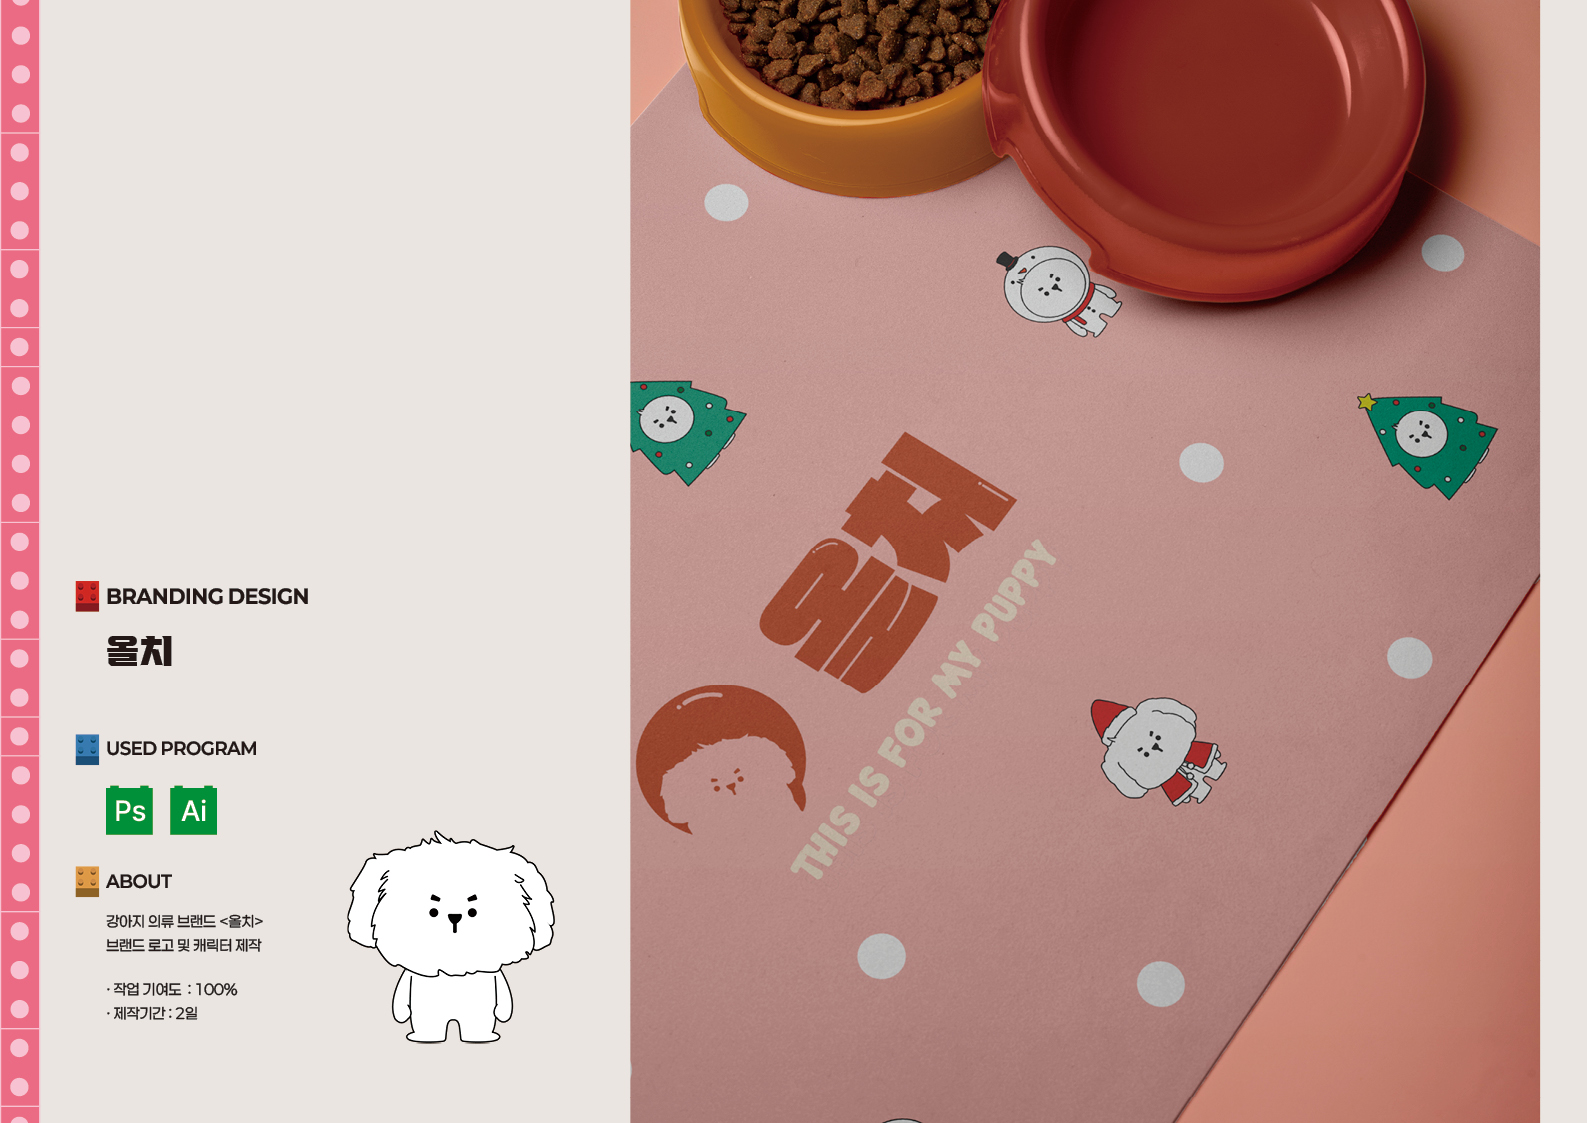 BRANDING DESIGN
올치
USED PROGRAM
Ps Ai
ABOUT
강아지 의류 브랜드 <올치>
브랜드 로고 및 캐릭터 제작
· 작업 기여도 : 100%
· 제작기간 : 2일
올치
THIS IS FOR MY PUPPY